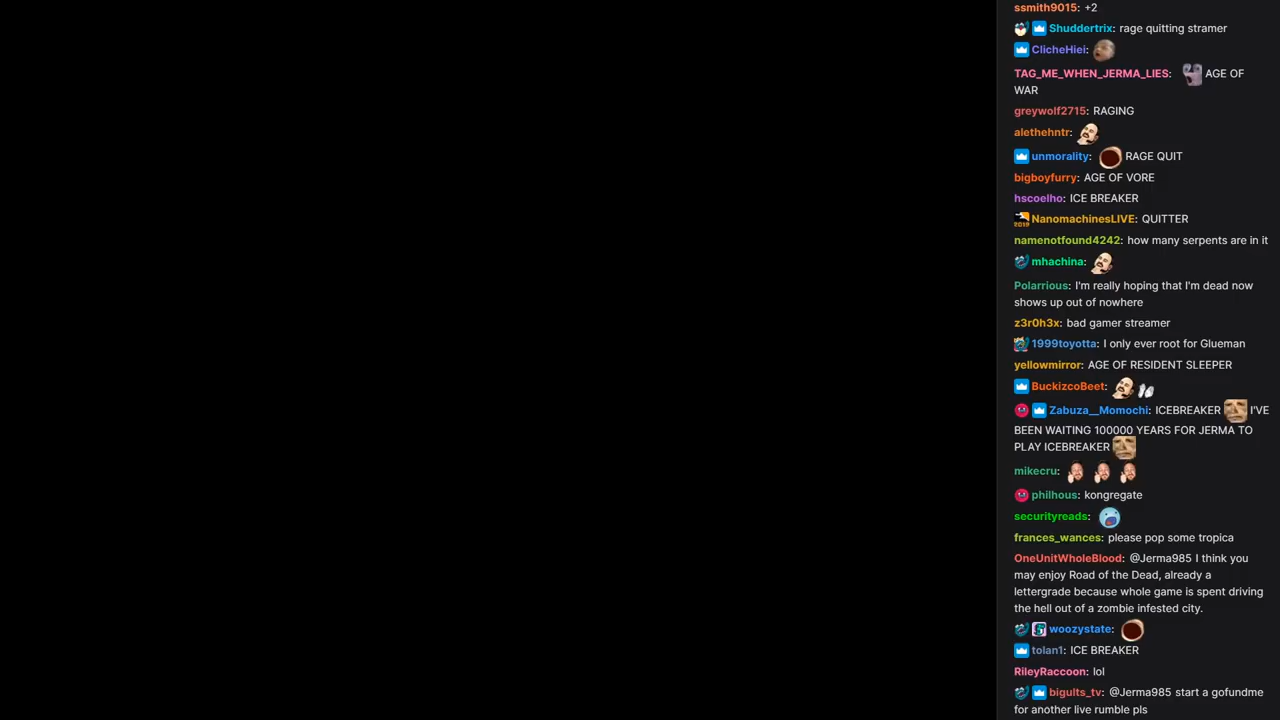 ssmith9015: +2
Shuddertrix: rage quitting stramer
ClicheHiei:
TAG_ME_WHEN_JERMA_LIES: AGE OF
WAR
greywolf2715: RAGING
alethehntr:
unmorality: RAGE QUIT
bigboyfurry: AGE OF VORE
hscoelho: ICE BREAKER
NanomachinesLIVE: QUITTER
namenotfound4242: how many serpents are in it
mhachina:
Polarrious: I'm really hoping that I'm dead now
shows up out of nowhere
z3r0h3x: bad gamer streamer
1999toyotta: I only ever root for Glueman
yellowmirror: AGE OF RESIDENT SLEEPER
BuckizcoBeet:
Zabuza__Momochi: ICEBREAKER I'VE
BEEN WAITING 100000 YEARS FOR JERMA TO
PLAY ICEBREAKER
mikecru:
philhous: kongregate
securityreads:
frances_wances: please pop some tropica
OneUnitWholeBlood: @Jerma985 I think you
may enjoy Road of the Dead, already a
lettergrade because whole game is spent driving
the hell out of a zombie infested city.
woozystate:
tolan1: ICE BREAKER
RileyRaccoon: lol
bigults_tv: @Jerma985 start a gofundme
for another live rumble pls